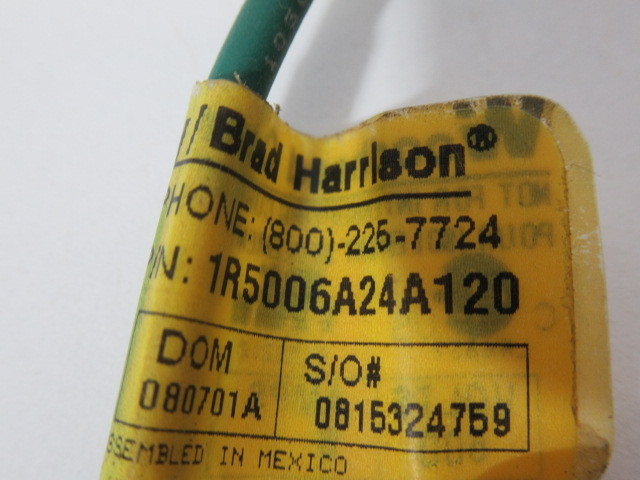 Brad Harrison®
PHONE: (800)-225-7724
P/N: 1R5006A24A120
DOM
080701A
S/O#
0815324759
ASSEMBLED IN MEXICO